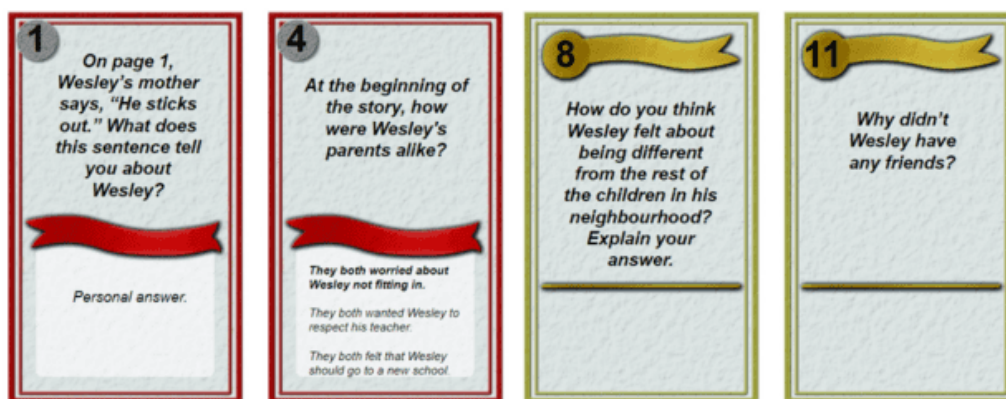 1
On page 1,
Wesley's mother
says, "He sticks
out." What does
this sentence tell
you about
Wesley?
Personal answer.
4
At the beginning of
the story, how
were Wesley's
parents alike?
They both worried about
Wesley not fitting in.
They both wanted Wesley to
respect his teacher.
They both felt that Wesley
should go to a new school.
8
How do you think
Wesley felt about
being different
from the rest of
the children in his
neighbourhood?
Explain your
answer.
11
Why didn't
Wesley have
any friends?